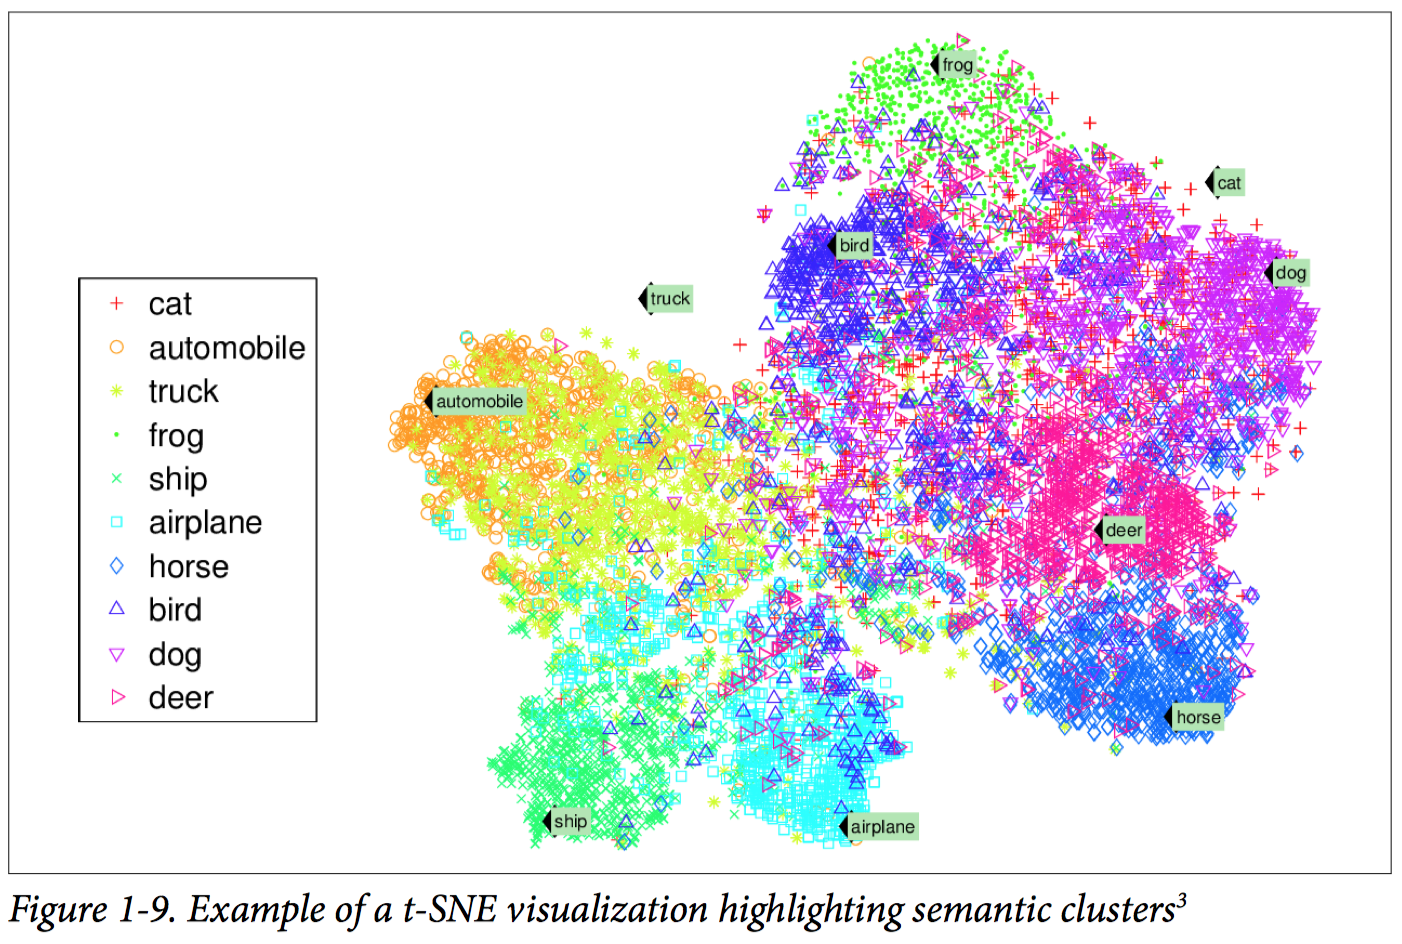 frog
cat
bird
dog
truck
cat
automobile
truck
automobile
frog
ship
airplane
deer
horse
bird
dog
deer
horse
ship
airplane
Figure 1-9. Example of a t-SNE visualization highlighting semantic clusters³